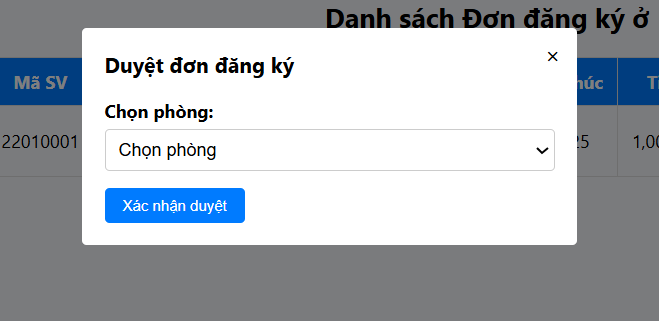 Danh sách Đơn đăng ký ở
Duyệt đơn đăng ký
×
Mã SV
Chọn phòng:
22010001
Chọn phòng
Xác nhận duyệt